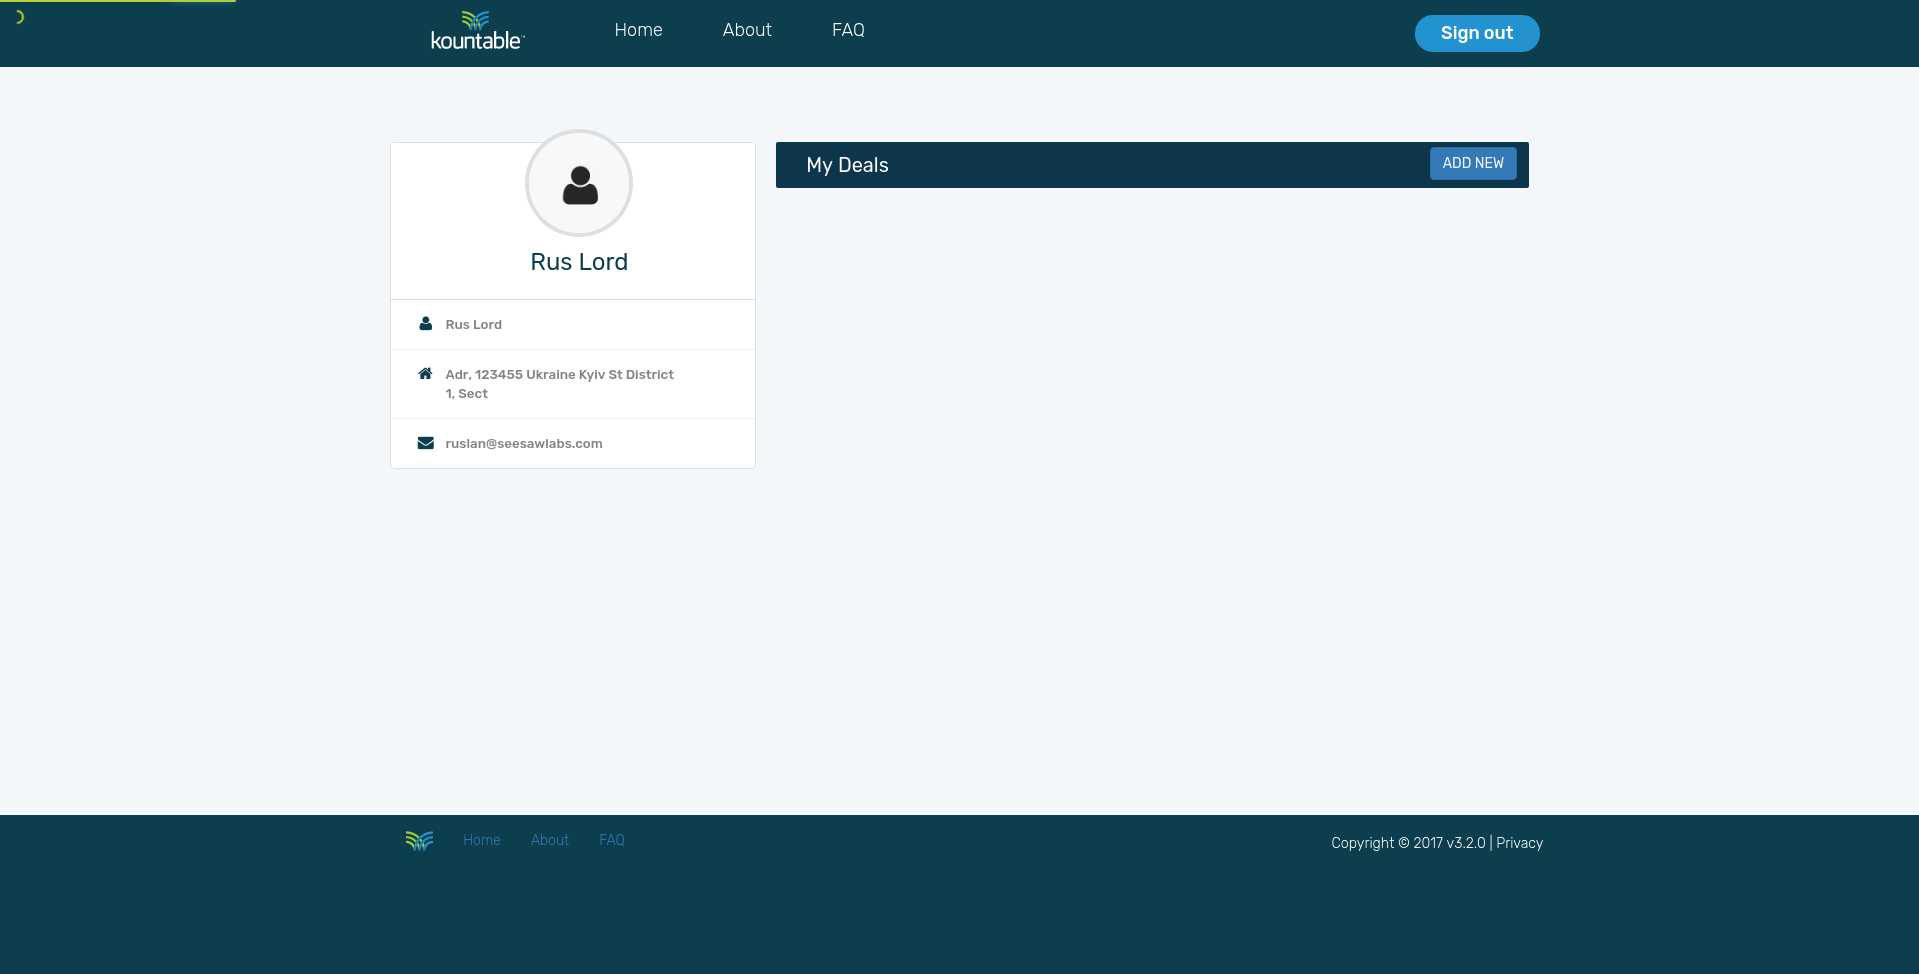 kountable™
Home
About
FAQ
Sign out
My Deals
ADD NEW
Rus Lord
Rus Lord
Adr, 123455 Ukraine Kyiv St District
1, Sect
ruslan@seesawlabs.com
Home
About
FAQ
Copyright © 2017 v3.2.0 | Privacy